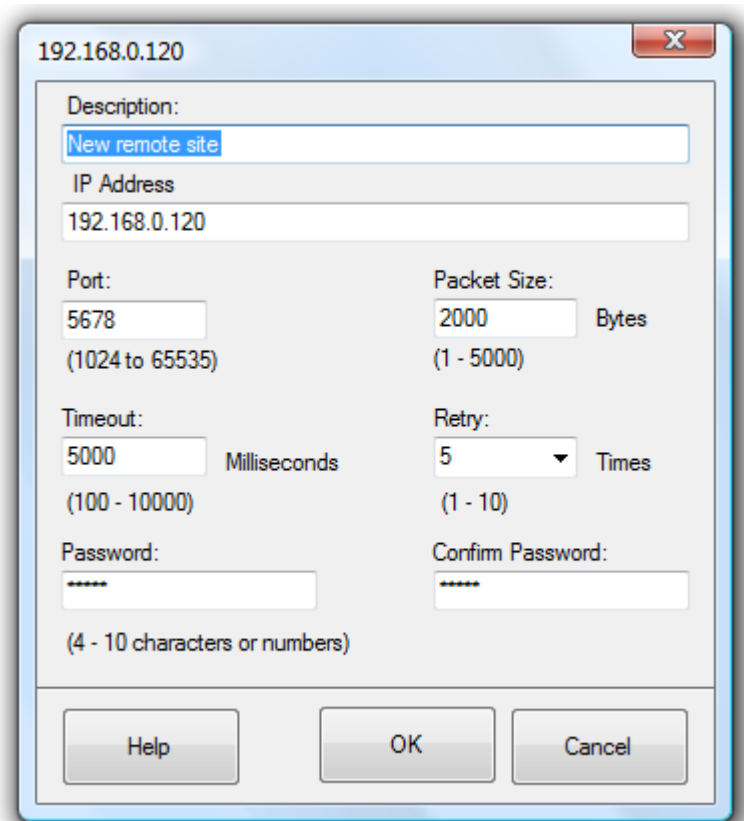 192.168.0.120
Description:
New remote site
IP Address
192.168.0.120
Port: Packet Size:
5678 2000 Bytes
(1024 to 65535) (1 - 5000)
Timeout: Retry:
5000 Milliseconds 5 Times
(100 - 10000) (1 - 10)
Password: Confirm Password:
***** *****
(4 - 10 characters or numbers)
Help OK Cancel